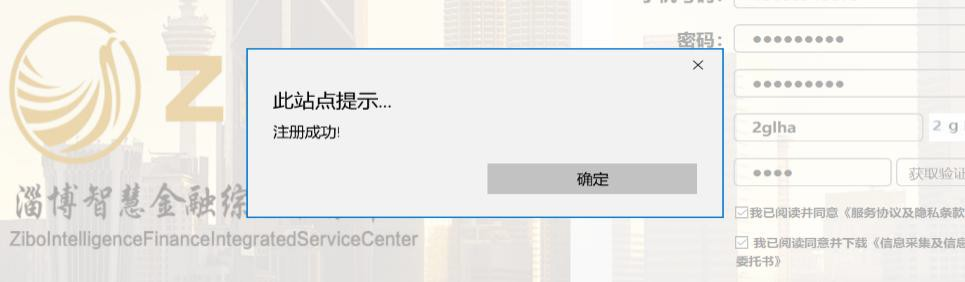 密码：
●●●●●●●●●
此站点提示...
●●●●●●●●●
注册成功!
2glha
2 g
确定
●●●●
获取验证
淄博智慧金融综
我已阅读并同意《服务协议及隐私条款
ZiboIntelligenceFinanceIntegratedServiceCenter
我已阅读同意并下载《信息采集及信息
委托书》